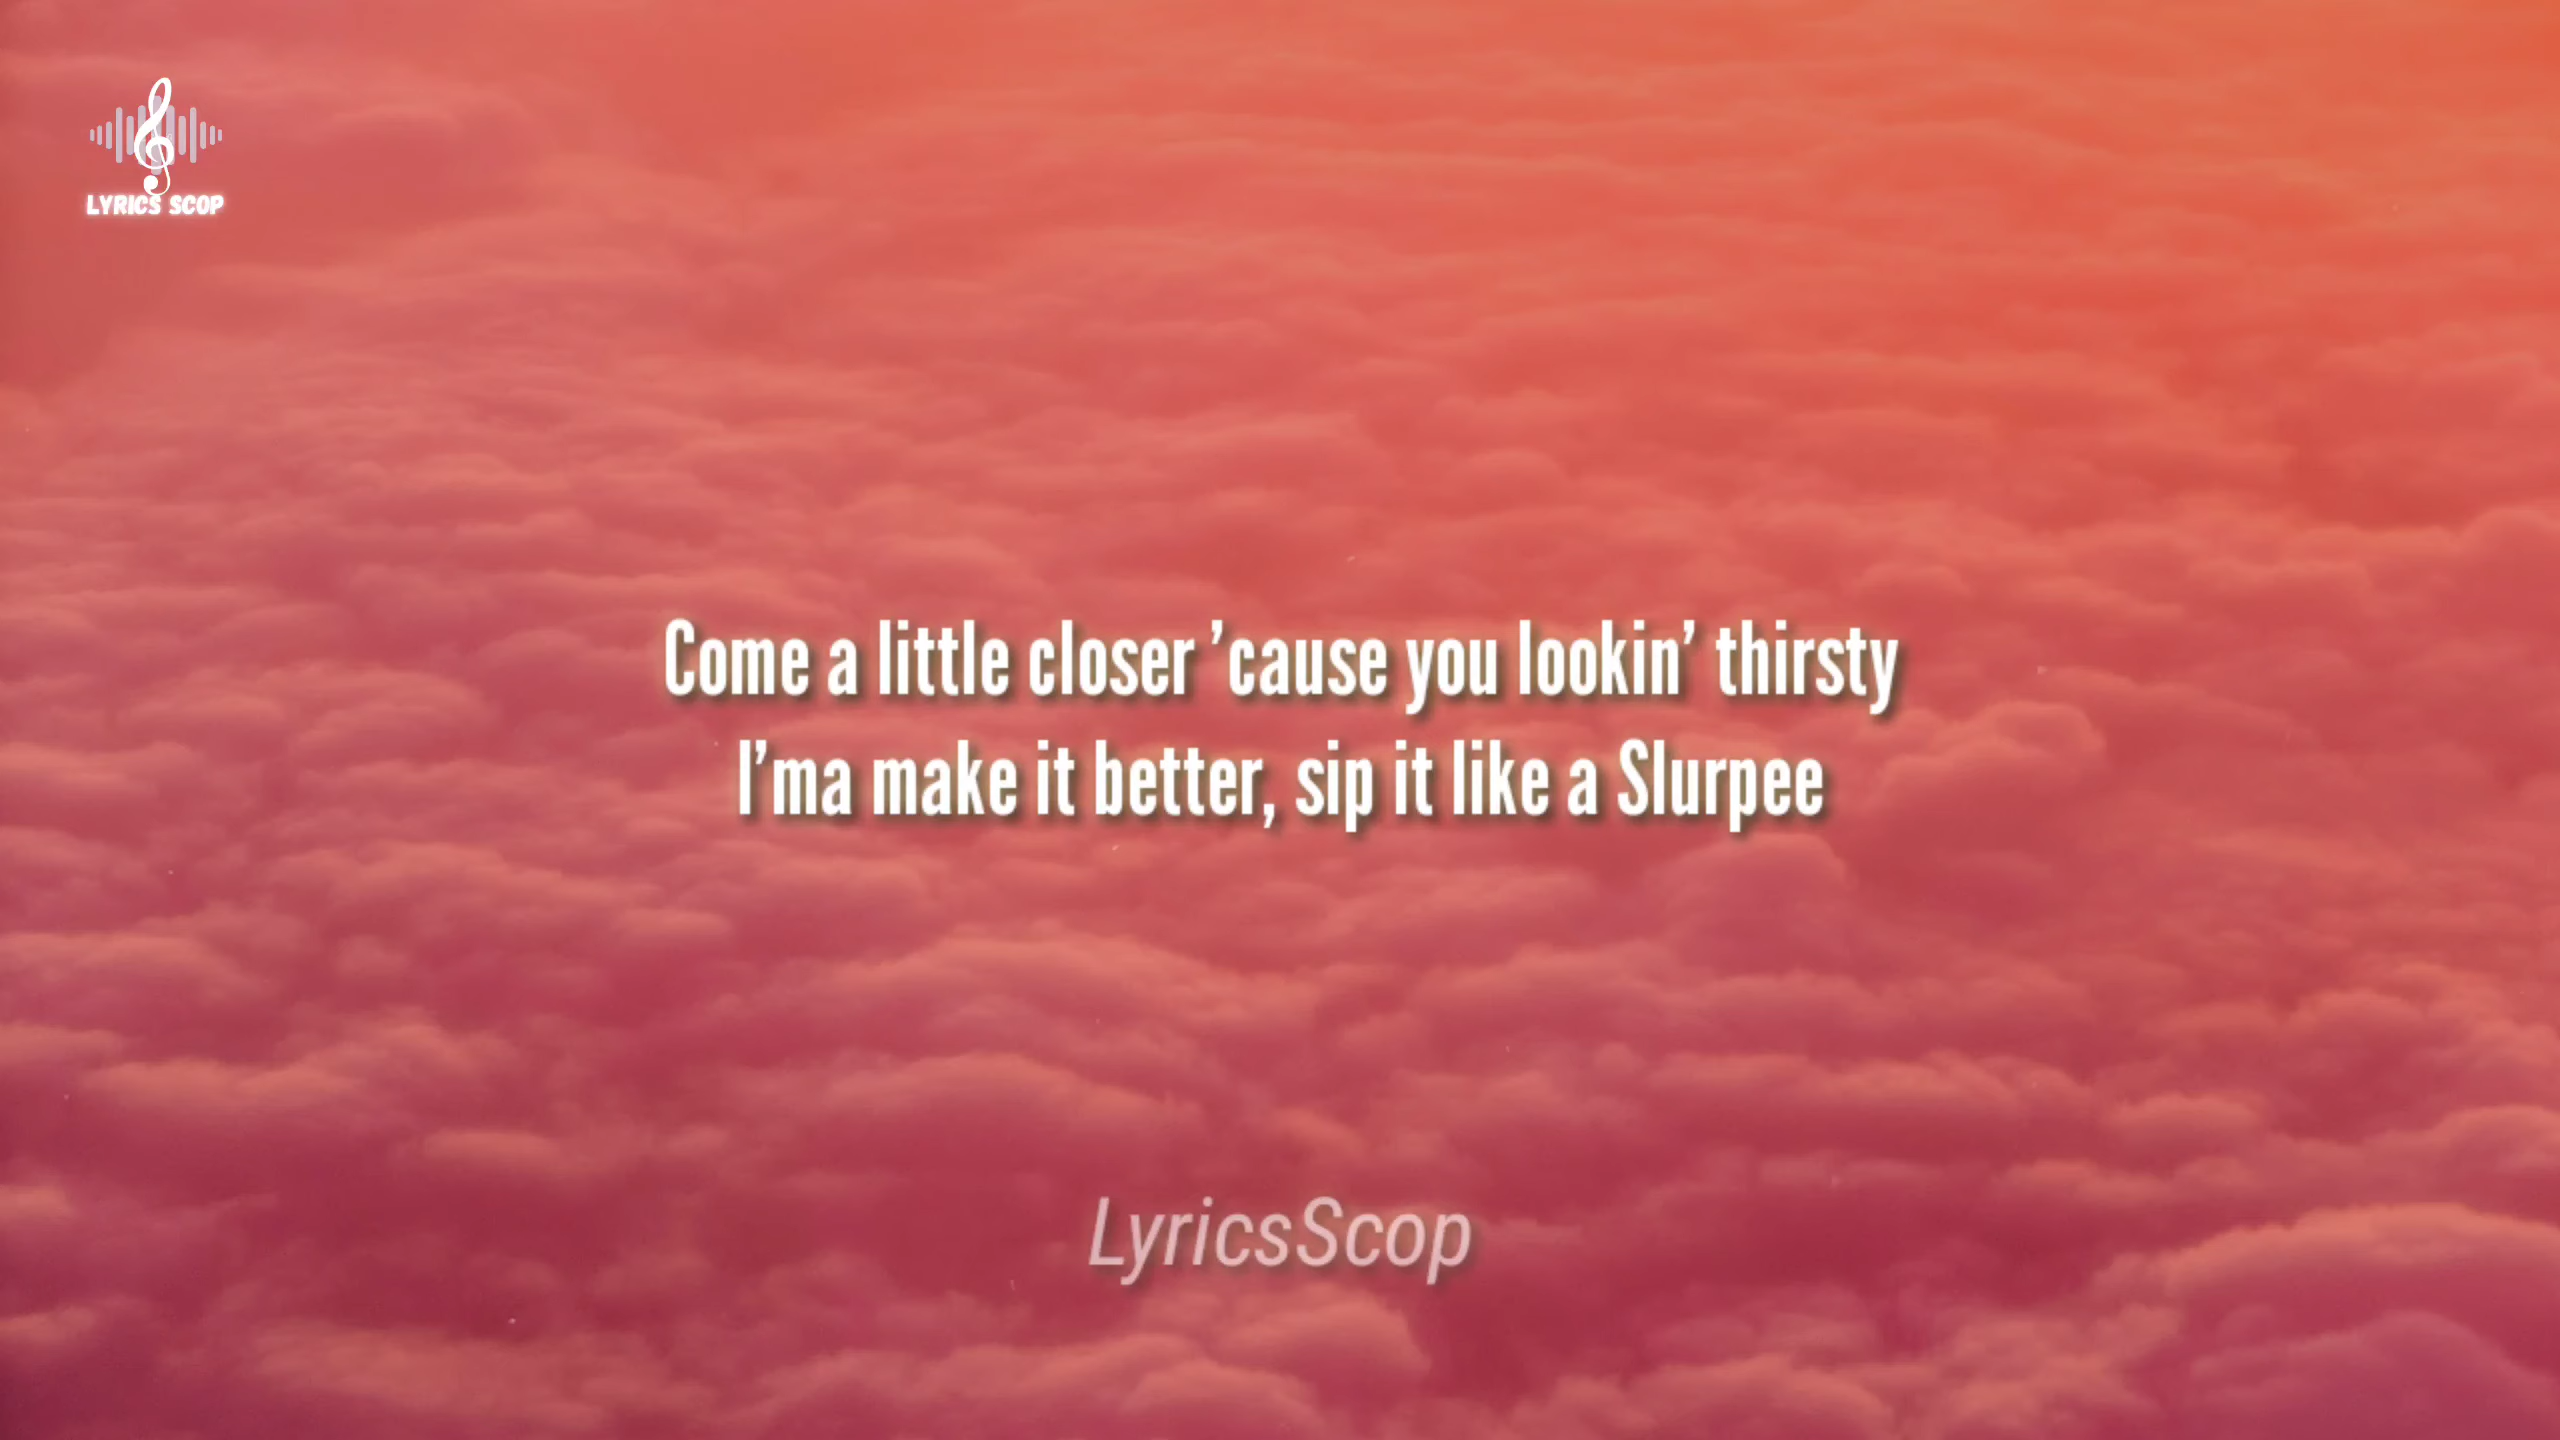 LYRICS SCOP
Come a little closer ’cause you lookin’ thirsty
I’ma make it better, sip it like a Slurpee
LyricsScop